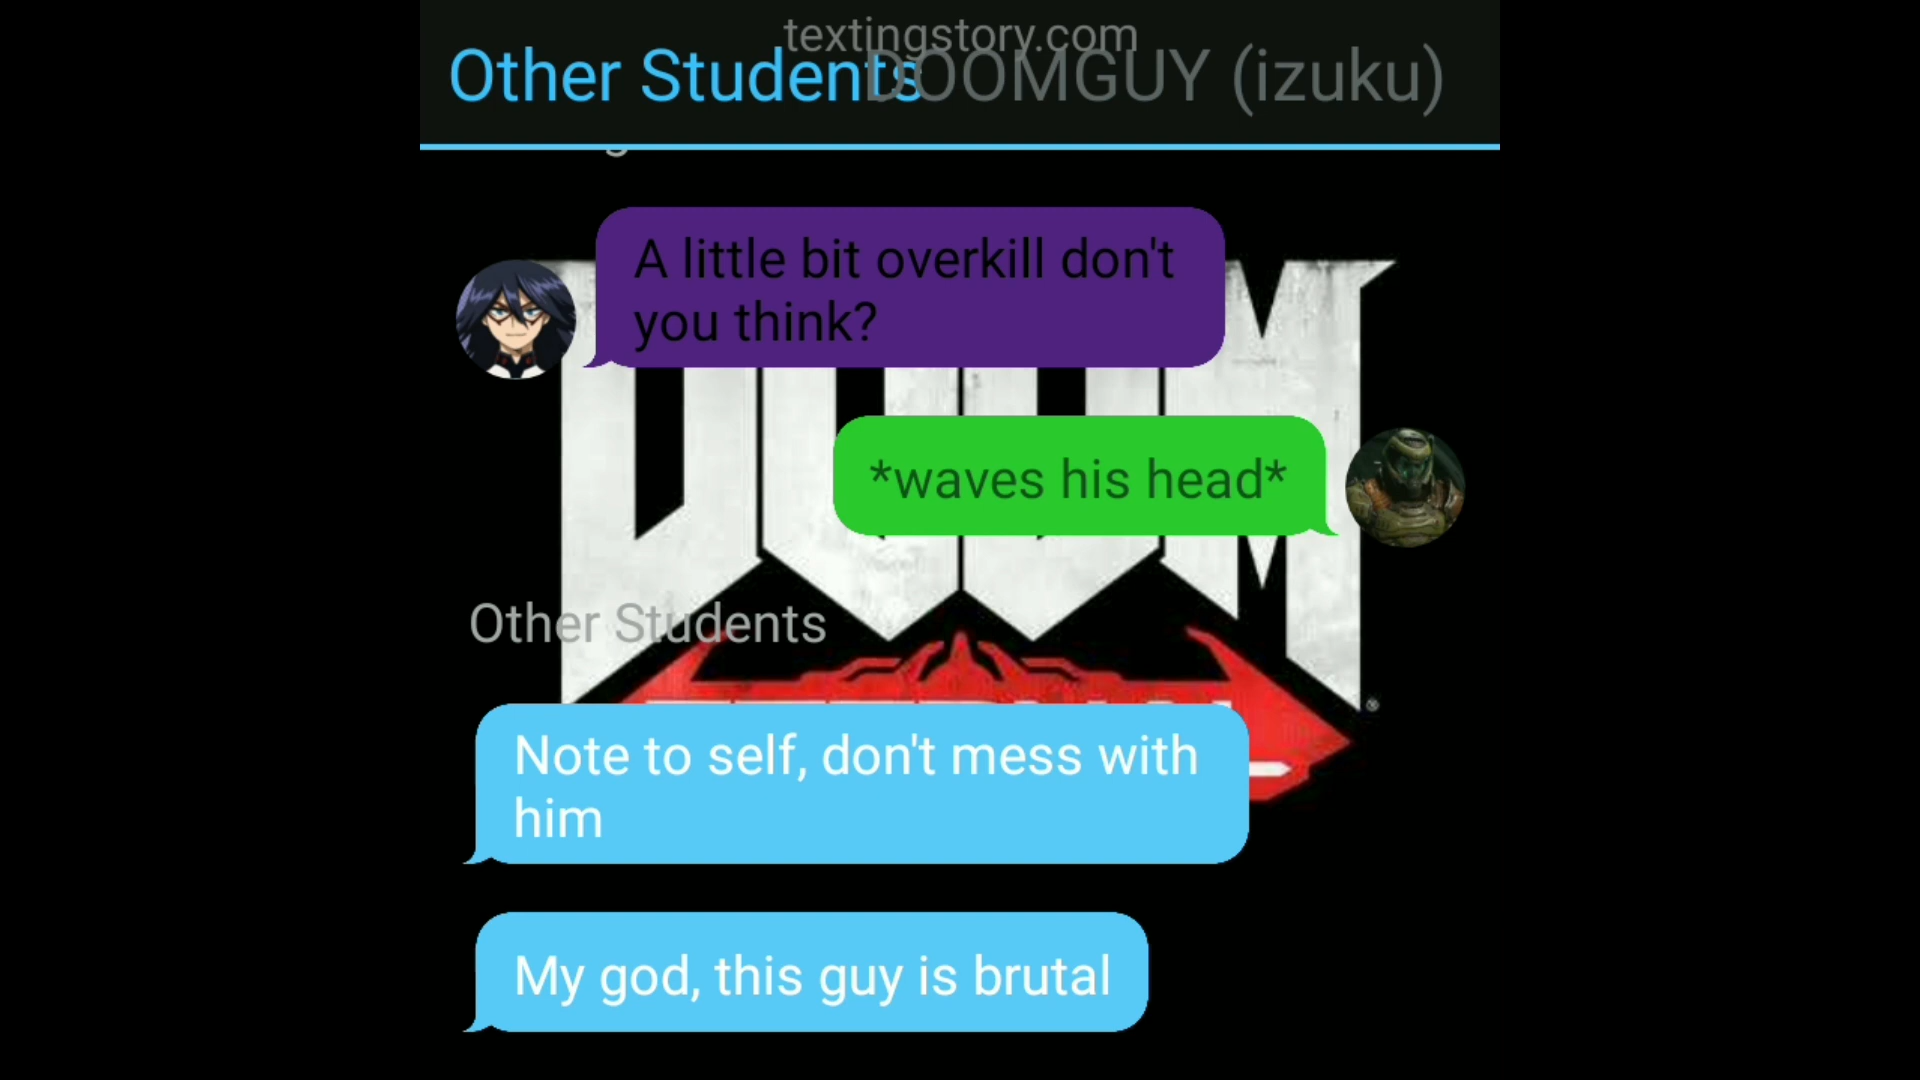 textingstory.com
Other Students
DOOMGUY (izuku)
A little bit overkill don't
you think?
*waves his head*
Other Students
Note to self, don't mess with
him
My god, this guy is brutal